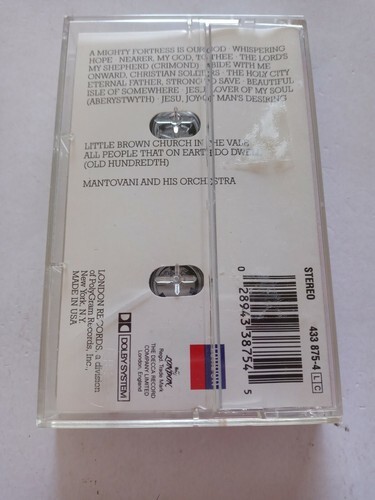 A MIGHTY FORTRESS IS OUR GOD · WHISPERING
HOPE · NEARER, MY GOD, TO THEE · THE LORD'S
MY SHEPHERD (CRIMOND) · ABIDE WITH ME
ONWARD, CHRISTIAN SOLDIERS · THE HOLY CITY
ETERNAL FATHER, STRONG TO SAVE · BEAUTIFUL
ISLE OF SOMEWHERE · JESU, LOVER OF MY SOUL
(ABERYSTWYTH) · JESU, JOY OF MAN'S DESIRING
LITTLE BROWN CHURCH IN THE VALE
ALL PEOPLE THAT ON EARTH DO DWELL
(OLD HUNDREDTH)
MANTOVANI AND HIS ORCHESTRA
LONDON RECORDS, a division
of PolyGram Records, Inc.,
New York, N.Y.
MADE IN USA
DOLBY SYSTEM
LONDON
Regd. Trade Mark
THE DECCA RECORD
COMPANY LIMITED
London, England
STEREO
433 875-4 LC
0 28943 38754 5